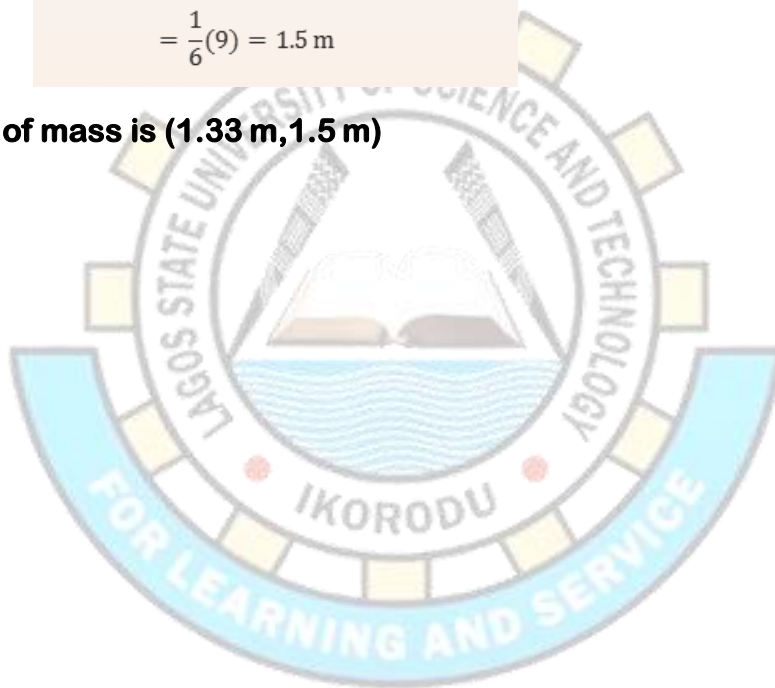 = 1/6 (9) = 1.5 m
of mass is (1.33 m,1.5 m)
LAGOS STATE UNIVERSITY OF SCIENCE AND TECHNOLOGY
IKORODU
FOR LEARNING AND SERVICE